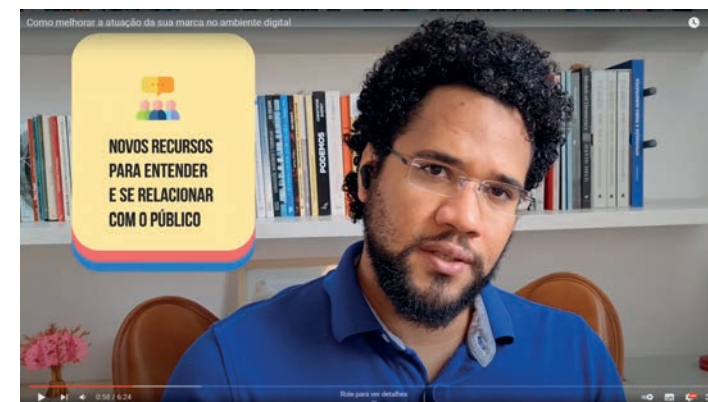 Como melhorar a atuação da sua marca no ambiente digital
NOVOS RECURSOS
PARA ENTENDER
E SE RELACIONAR
COM O PÚBLICO
PODEMOS
0:58 / 6:24
Role para ver detalhes